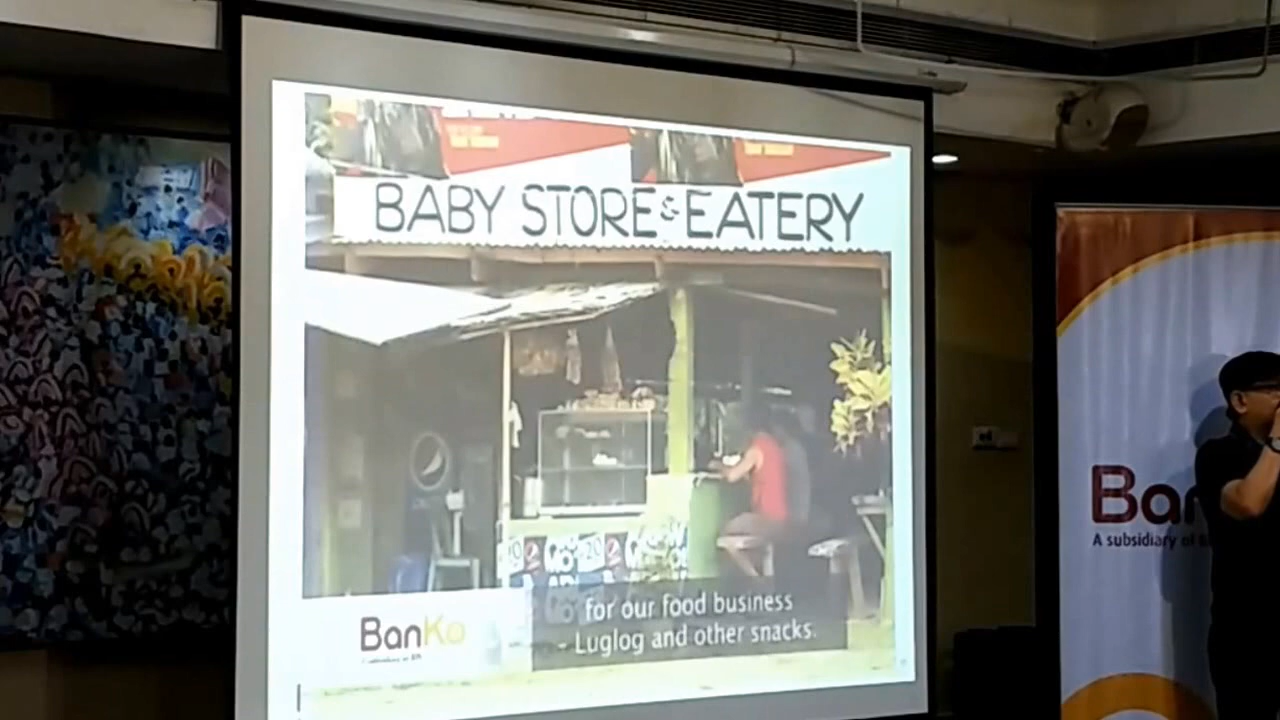 BABY STORE & EATERY
BanKo
for our food business
- Luglog and other snacks.
Ban
A subsidiary of